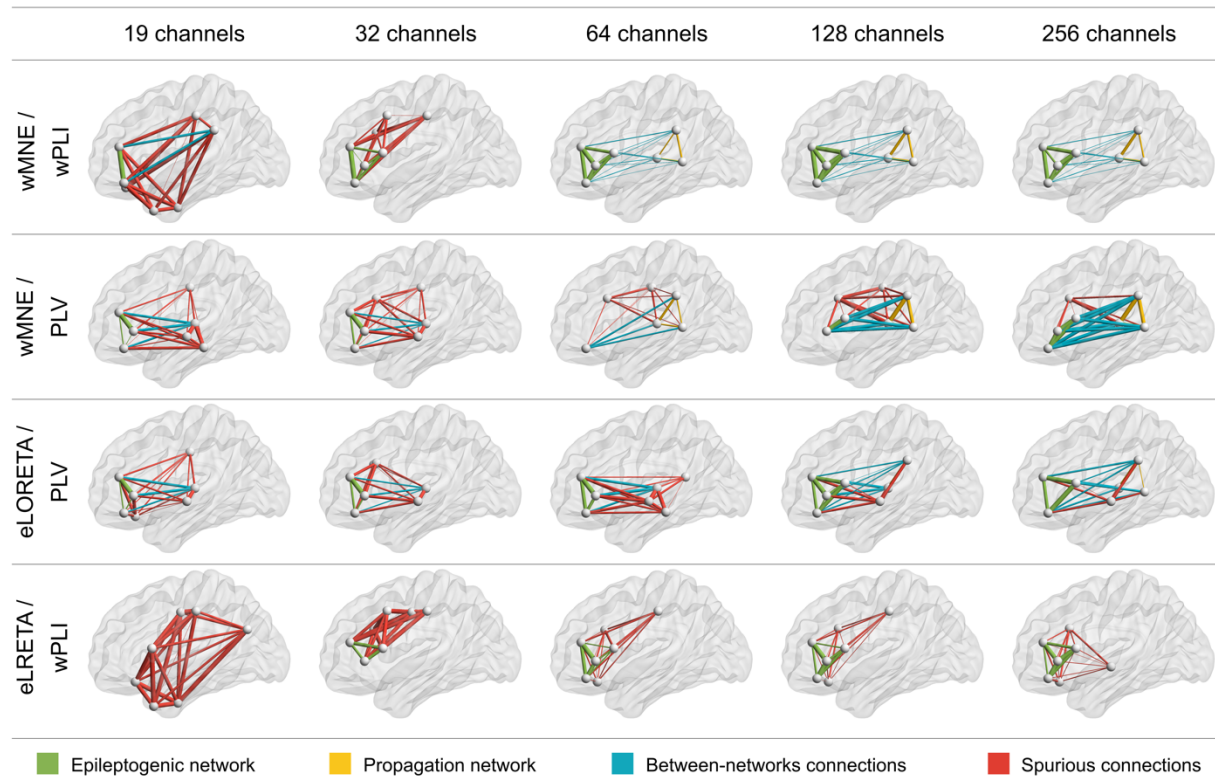 19 channels
32 channels
64 channels
128 channels
256 channels
wMNE /
wPLI
wMNE /
PLV
eLORETA /
PLV
eLRETA /
wPLI
Epileptogenic network
Propagation network
Between-networks connections
Spurious connections